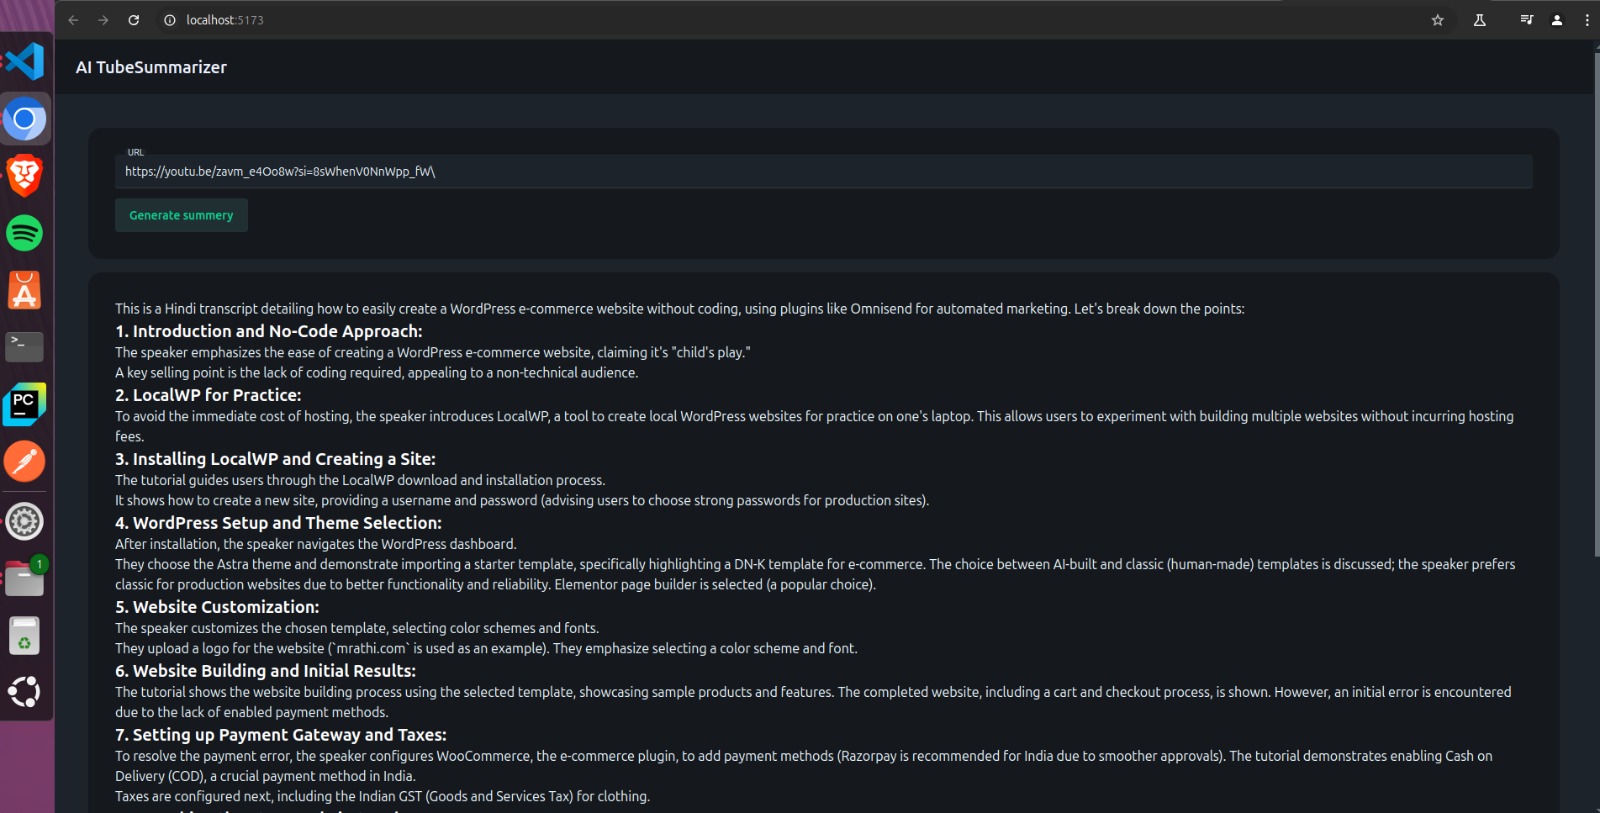 localhost:5173
AI TubeSummarizer
URL
https://youtu.be/zavm_e4Oo8w?si=8sWhenV0NnWpp_fW\
Generate summery
This is a Hindi transcript detailing how to easily create a WordPress e-commerce website without coding, using plugins like Omnisend for automated marketing. Let's break down the points:
1. Introduction and No-Code Approach:
The speaker emphasizes the ease of creating a WordPress e-commerce website, claiming it's "child's play."
A key selling point is the lack of coding required, appealing to a non-technical audience.
2. LocalWP for Practice:
To avoid the immediate cost of hosting, the speaker introduces LocalWP, a tool to create local WordPress websites for practice on one's laptop. This allows users to experiment with building multiple websites without incurring hosting
fees.
3. Installing LocalWP and Creating a Site:
The tutorial guides users through the LocalWP download and installation process.
It shows how to create a new site, providing a username and password (advising users to choose strong passwords for production sites).
4. WordPress Setup and Theme Selection:
After installation, the speaker navigates the WordPress dashboard.
They choose the Astra theme and demonstrate importing a starter template, specifically highlighting a DN-K template for e-commerce. The choice between AI-built and classic (human-made) templates is discussed; the speaker prefers
classic for production websites due to better functionality and reliability. Elementor page builder is selected (a popular choice).
5. Website Customization:
The speaker customizes the chosen template, selecting color schemes and fonts.
They upload a logo for the website (`mrathi.com` is used as an example). They emphasize selecting a color scheme and font.
6. Website Building and Initial Results:
The tutorial shows the website building process using the selected template, showcasing sample products and features. The completed website, including a cart and checkout process, is shown. However, an initial error is encountered
due to the lack of enabled payment methods.
7. Setting up Payment Gateway and Taxes:
To resolve the payment error, the speaker configures WooCommerce, the e-commerce plugin, to add payment methods (Razorpay is recommended for India due to smoother approvals). The tutorial demonstrates enabling Cash on
Delivery (COD), a crucial payment method in India.
Taxes are configured next, including the Indian GST (Goods and Services Tax) for clothing.
PC
1